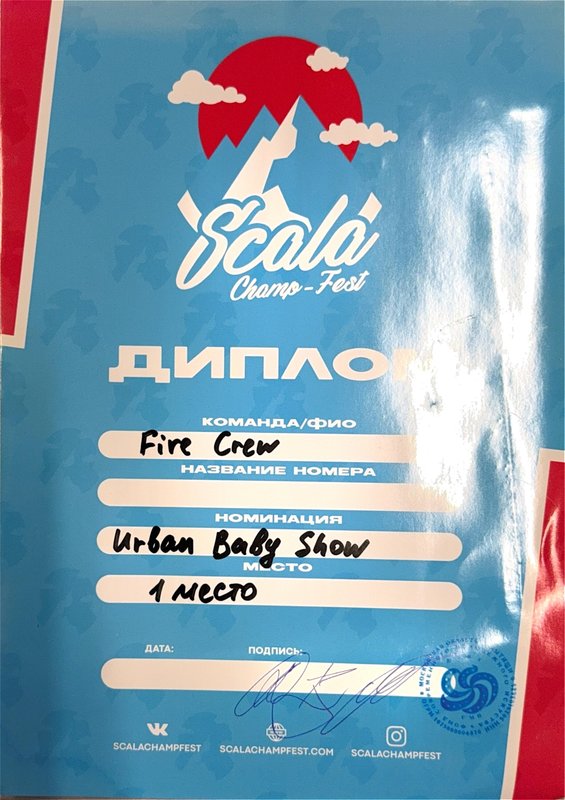 Scala
Champ-Fest
ДИПЛОМ
КОМАНДА/ФИО
Fire Crew
НАЗВАНИЕ НОМЕРА
НОМИНАЦИЯ
Urban Baby Show
МЕСТО
1 место
ДАТА: ПОДПИСЬ:
SCALACHAMPFEST SCALACHAMPFEST.COM SCALACHAMPFEST